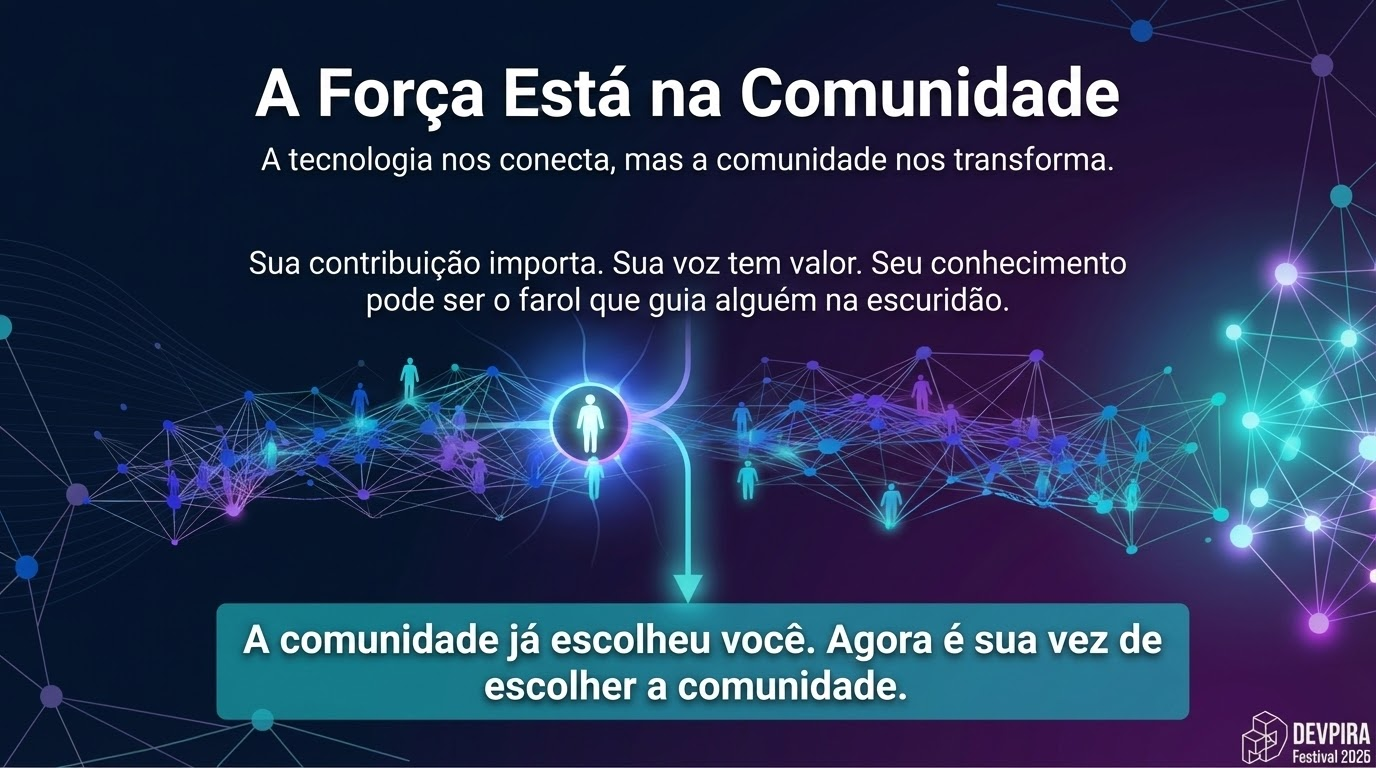 A Força Está na Comunidade
A tecnologia nos conecta, mas a comunidade nos transforma.
Sua contribuição importa. Sua voz tem valor. Seu conhecimento
pode ser o farol que guia alguém na escuridão.
A comunidade já escolheu você. Agora é sua vez de
escolher a comunidade.
DEVPIRA
Festival 2025